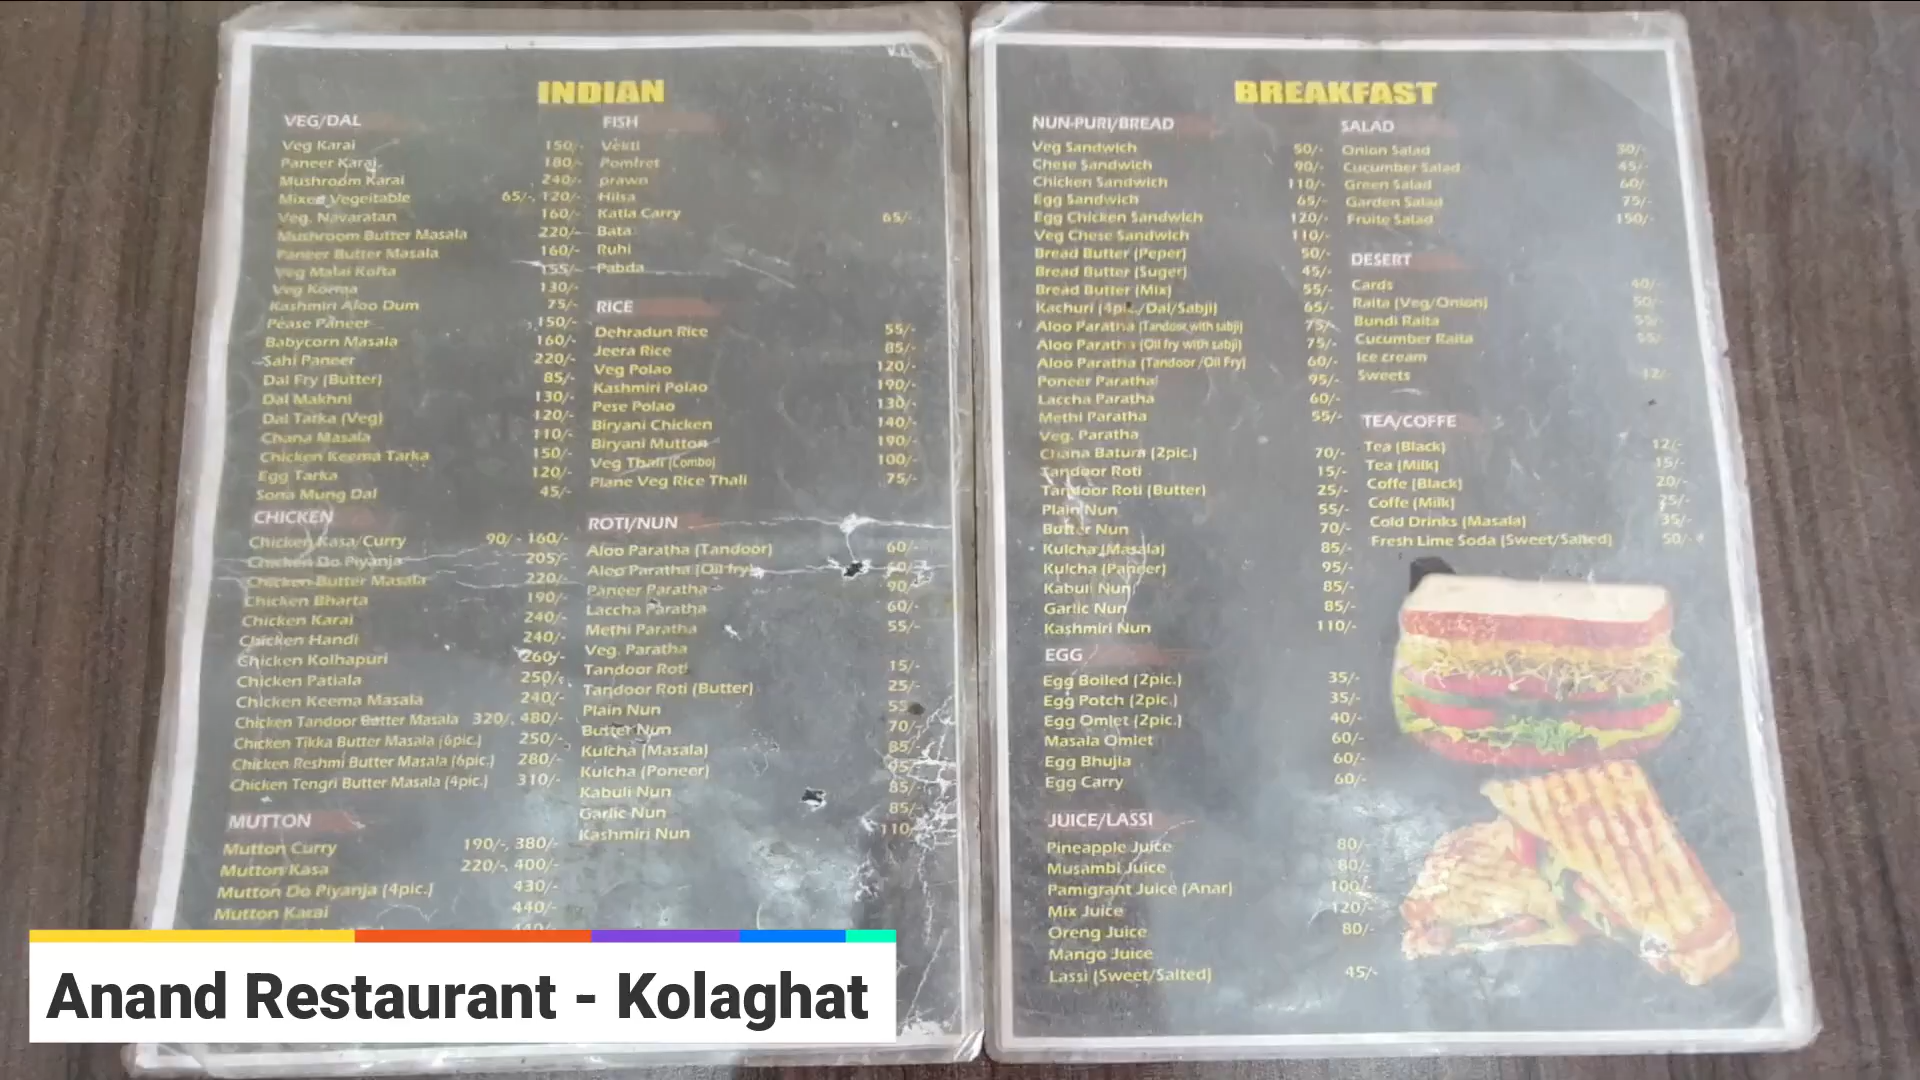 INDIAN
VEG/DAL
Veg Karai 150/-
Paneer Karai 180/-
Mushroom Karai 240/-
Mixed Vegeitable 65/-, 120/-
Veg. Navaratan 160/-
Mushroom Butter Masala 220/-
Paneer Butter Masala 160/-
Veg Malai Kofta 155/-
Veg Korma 130/-
Kashmiri Aloo Dum 75/-
Pease Paneer 150/-
Babycorn Masala 160/-
Sahi Paneer 220/-
Dal Fry (Butter) 85/-
Dal Makhni 130/-
Dal Tarka (Veg) 120/-
Chana Masala 110/-
Chicken Keema Tarka 150/-
Egg Tarka 120/-
Sona Mung Dal 45/-
CHICKEN
Chicken Kasa/Curry 90/- 160/-
Chicken Do Piyanja 205/-
Chicken Butter Masala 220/-
Chicken Bharta 190/-
Chicken Karai 240/-
Chicken Handi 240/-
Chicken Kolhapuri 260/-
Chicken Patiala 250/-
Chicken Keema Masala 240/-
Chicken Tandoor Butter Masala 320/, 480/-
Chicken Tikka Butter Masala (6pic.) 250/-
Chicken Reshmi Butter Masala (6pic.) 280/-
Chicken Tengri Butter Masala (4pic.) 310/-
MUTTON
Mutton Curry 190/-, 380/-
Mutton Kasa 220/-, 400/-
Mutton Do Piyanja (4pic.) 430/-
Mutton Karai 440/-
FISH
Vekti
Pomfret
prawn
Hilsa
Katla Carry 65/-
Bata
Ruhi
Pabda
RICE
Dehradun Rice 55/-
Jeera Rice 85/-
Veg Polao 120/-
Kashmiri Polao 190/-
Pese Polao 130/-
Biryani Chicken 140/-
Biryani Mutton 190/-
Veg Thali (Combo) 100/-
Plane Veg Rice Thali 75/-
ROTI/NUN
Aloo Paratha (Tandoor) 60/-
Aloo Paratha (Oil fry) 60/-
Paneer Paratha 90/-
Laccha Paratha 60/-
Methi Paratha 55/-
Veg. Paratha
Tandoor Roti 15/-
Tandoor Roti (Butter) 25/-
Plain Nun 55
Butter Nun 70/-
Kulcha (Masala) 85/-
Kulcha (Poneer) 95/-
Kabuli Nun 85/-
Garlic Nun 85/-
Kashmiri Nun 110/
BREAKFAST
NUN-PURI/BREAD
Veg Sandwich 50/-
Chese Sandwich 90/-
Chicken Sandwich 110/-
Egg Sandwich 65/-
Egg Chicken Sandwich 120/-
Veg Chese Sandwich 110/-
Bread Butter (Peper) 50/-
Bread Butter (Suger) 45/-
Bread Butter (Mix) 55/-
Kachuri (4pic./Dal/Sabji) 65/-
Aloo Paratha (Tandoor with sabji) 75/-
Aloo Paratha (Oil fry with sabji) 75/-
Aloo Paratha (Tandoor /Oil Fry) 60/-
Poneer Paratha 95/-
Laccha Paratha 60/-
Methi Paratha 55/-
Veg. Paratha
Chana Batura (2pic.) 70/-
Tandoor Roti 15/-
Tandoor Roti (Butter) 25/-
Plain Nun 55/-
Butter Nun 70/-
Kulcha (Masala) 85/-
Kulcha (Paneer) 95/-
Kabuli Nun 85/-
Garlic Nun 85/-
Kashmiri Nun 110/-
EGG
Egg Boiled (2pic.) 35/-
Egg Potch (2pic.) 35/-
Egg Omlet (2pic.) 40/-
Masala Omlet 60/-
Egg Bhujia 60/-
Egg Carry 60/-
JUICE/LASSI
Pineapple Juice 80/-
Musambi Juice 80/-
Pamigrant Juice (Anar) 100/-
Mix Juice 120/-
Oreng Juice 80/-
Mango Juice
Lassi (Sweet/Salted) 45/-
SALAD
Onion Salad 30/-
Cucumber Salad 45/-
Green Salad 60/-
Garden Salad 75/-
Fruite Salad 150/-
DESERT
Cards 40/-
Raita (Veg/Onion) 50/-
Bundi Raita 55/-
Cucumber Raita 55/-
Ice cream
Sweets 12/-
TEA/COFFE
Tea (Black) 12/-
Tea (Milk) 15/-
Coffe (Black) 20/-
Coffe (Milk) 25/-
Cold Drinks (Masala) 35/-
Fresh Lime Soda (Sweet/Salted) 50/-
Anand Restaurant - Kolaghat